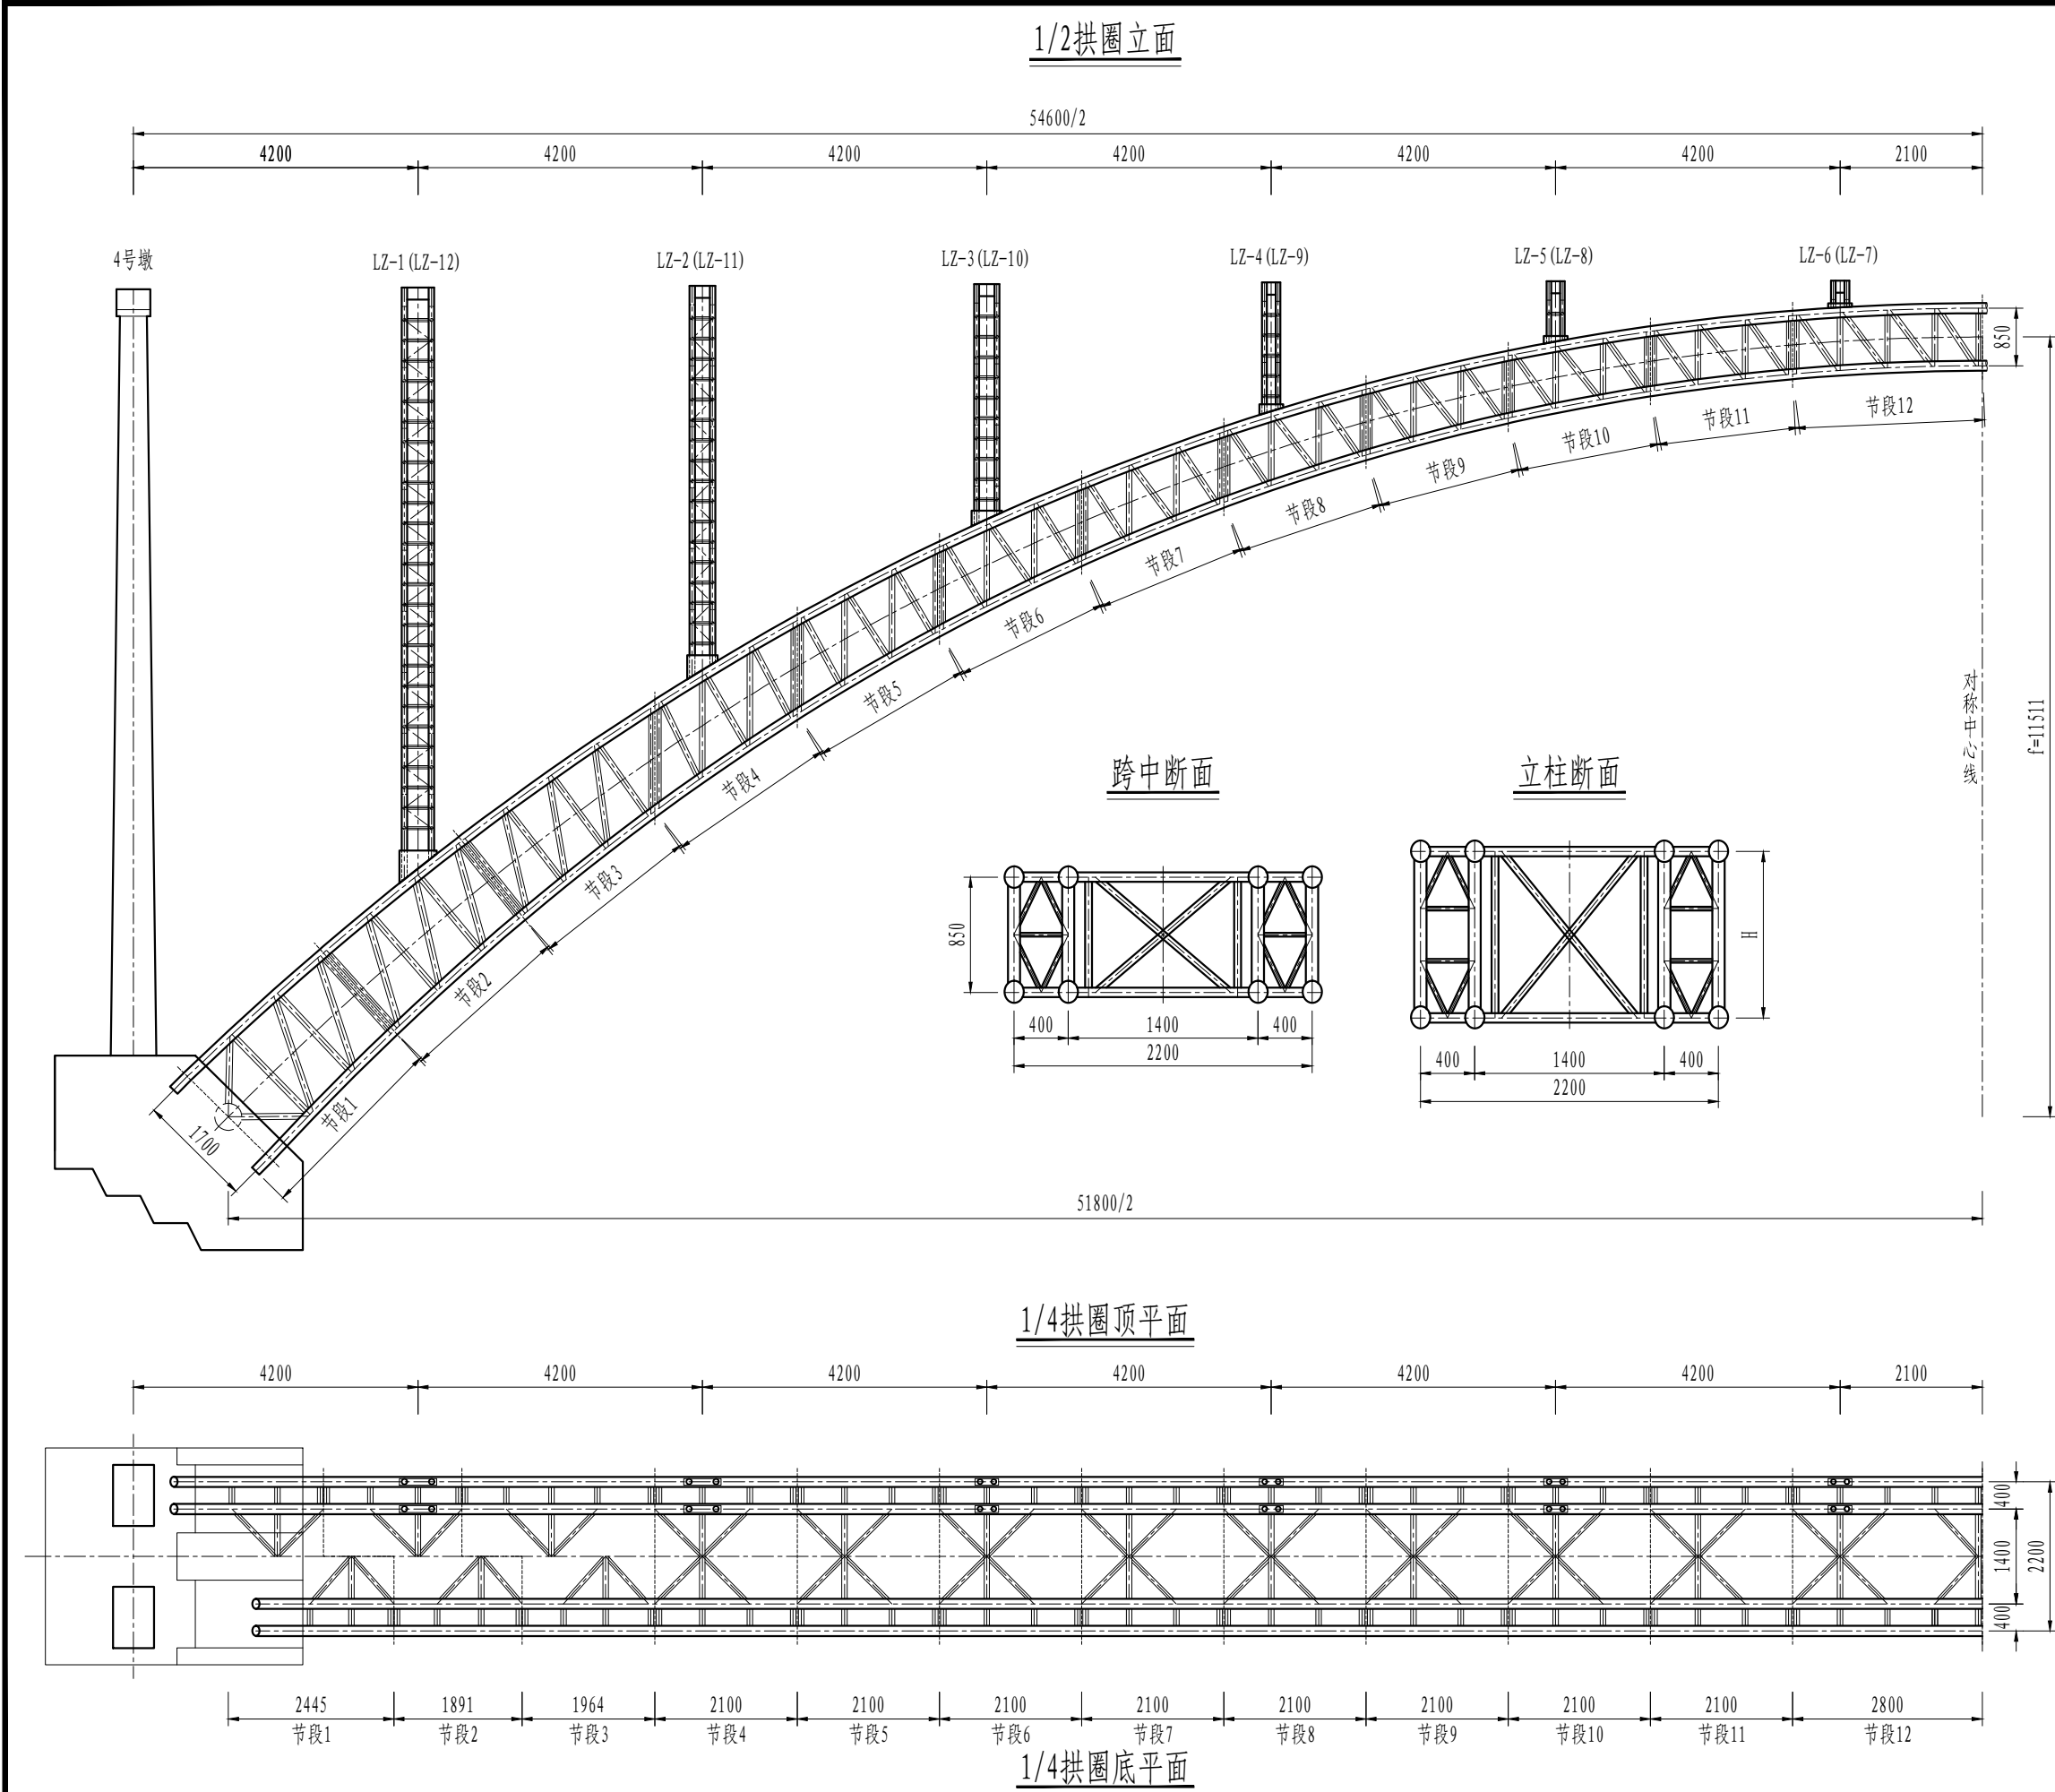 1/2拱圈立面
54600/2
4200 4200 4200 4200 4200 4200 2100
4号墩 LZ-1(LZ-12) LZ-2(LZ-11) LZ-3(LZ-10) LZ-4(LZ-9) LZ-5(LZ-8) LZ-6(LZ-7)
850
f=11511
对称中心线
节段1
节段2
节段3
节段4
节段5
节段6
节段7
节段8
节段9
节段10
节段11
节段12
1700
51800/2
跨中断面
850
400 1400 400
2200
立柱断面
H
400 1400 400
2200
1/4拱圈顶平面
4200 4200 4200 4200 4200 4200 2100
400
1400
400
2200
2445 1891 1964 2100 2100 2100 2100 2100 2100 2100 2100 2800
节段1 节段2 节段3 节段4 节段5 节段6 节段7 节段8 节段9 节段10 节段11 节段12
1/4拱圈底平面